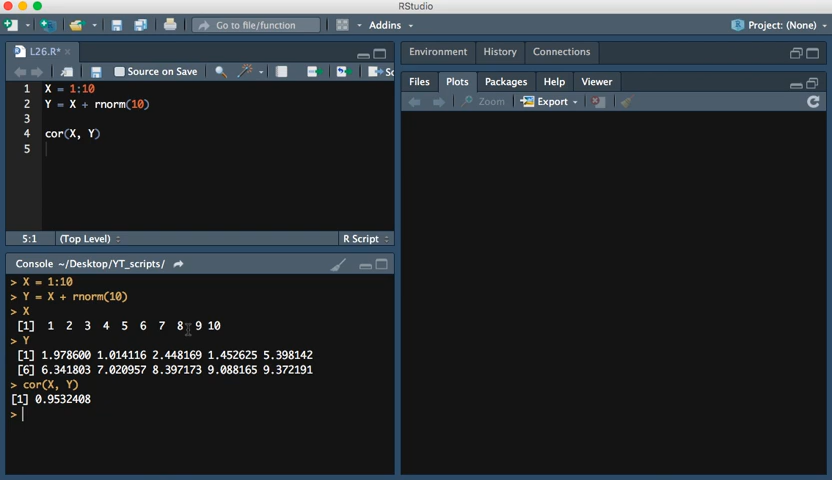 RStudio
Go to file/function
Addins
Project: (None)
L26.R*
Source on Save
1 X = 1:10
2 Y = X + rnorm(10)
3
4 cor(X, Y)
5
5:1 (Top Level) R Script
Console ~/Desktop/YT_scripts/
> X = 1:10
> Y = X + rnorm(10)
> X
[1] 1 2 3 4 5 6 7 8 9 10
> Y
[1] 1.978600 1.014116 2.448169 1.452625 5.398142
[6] 6.341803 7.020957 8.397173 9.088165 9.372191
> cor(X, Y)
[1] 0.9532408
>
Environment History Connections
Files Plots Packages Help Viewer
Zoom Export